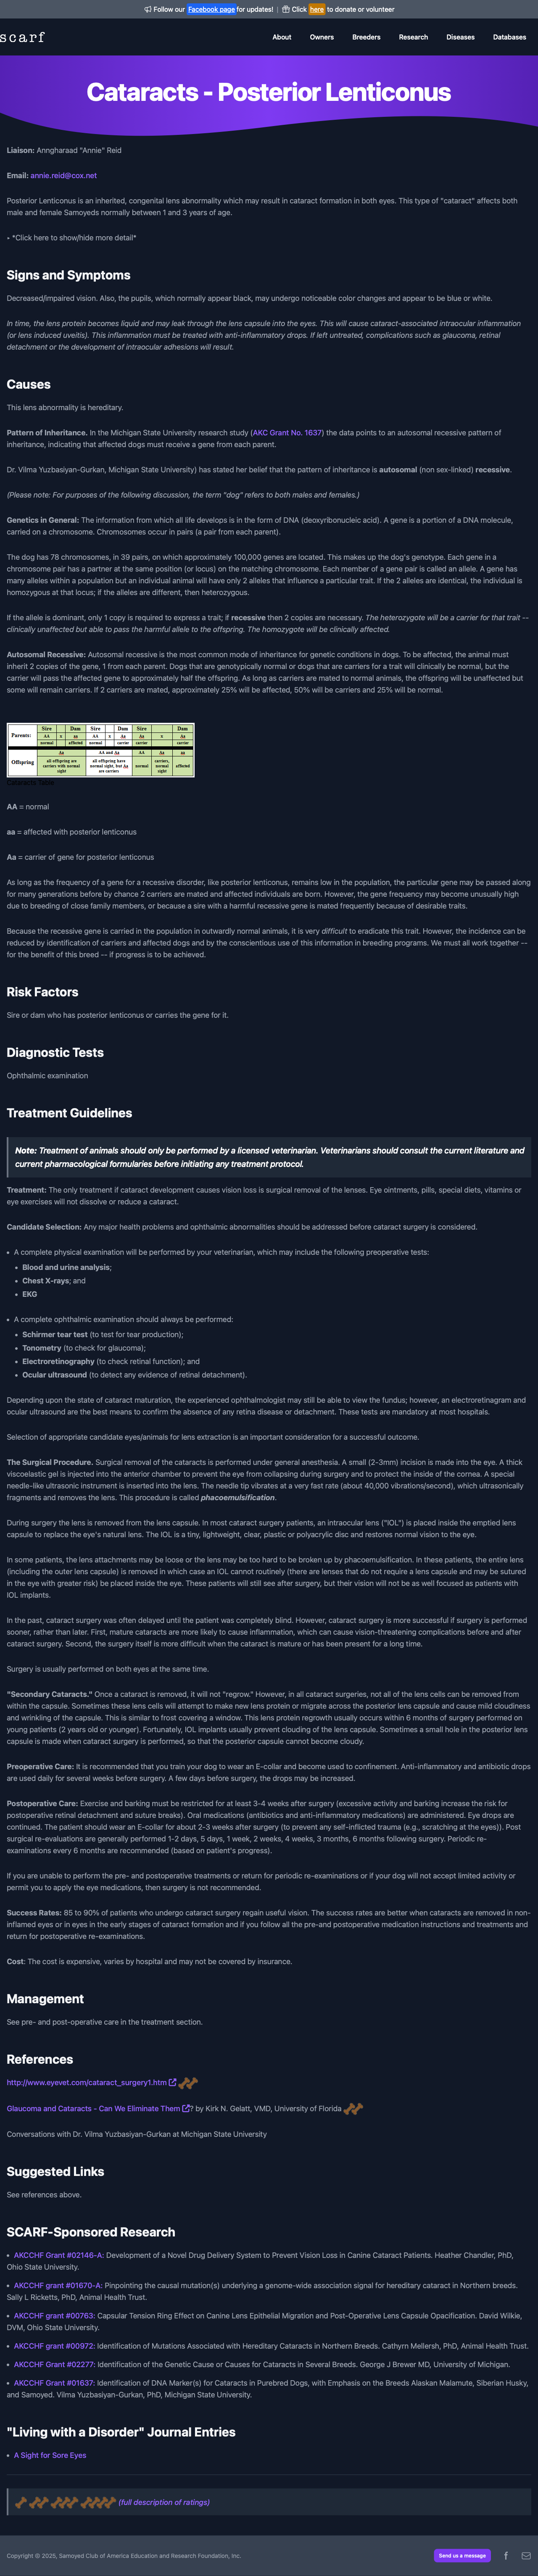 Follow our Facebook page for updates! | Click here to donate or volunteer
scarf
About Owners Breeders Research Diseases Databases
Cataracts - Posterior Lenticonus
Liaison: Anngharaad "Annie" Reid
Email: annie.reid@cox.net
Posterior Lenticonus is an inherited, congenital lens abnormality which may result in cataract formation in both eyes. This type of "cataract" affects both
male and female Samoyeds normally between 1 and 3 years of age.
‣ *Click here to show/hide more detail*
Signs and Symptoms
Decreased/impaired vision. Also, the pupils, which normally appear black, may undergo noticeable color changes and appear to be blue or white.
In time, the lens protein becomes liquid and may leak through the lens capsule into the eyes. This will cause cataract-associated intraocular inflammation
(or lens induced uveitis). This inflammation must be treated with anti-inflammatory drops. If left untreated, complications such as glaucoma, retinal
detachment or the development of intraocular adhesions will result.
Causes
This lens abnormality is hereditary.
Pattern of Inheritance. In the Michigan State University research study (AKC Grant No. 1637) the data points to an autosomal recessive pattern of
inheritance, indicating that affected dogs must receive a gene from each parent.
Dr. Vilma Yuzbasiyan-Gurkan, Michigan State University) has stated her belief that the pattern of inheritance is autosomal (non sex-linked) recessive.
(Please note: For purposes of the following discussion, the term "dog" refers to both males and females.)
Genetics in General: The information from which all life develops is in the form of DNA (deoxyribonucleic acid). A gene is a portion of a DNA molecule,
carried on a chromosome. Chromosomes occur in pairs (a pair from each parent).
The dog has 78 chromosomes, in 39 pairs, on which approximately 100,000 genes are located. This makes up the dog's genotype. Each gene in a
chromosome pair has a partner at the same position (or locus) on the matching chromosome. Each member of a gene pair is called an allele. A gene has
many alleles within a population but an individual animal will have only 2 alleles that influence a particular trait. If the 2 alleles are identical, the individual is
homozygous at that locus; if the alleles are different, then heterozygous.
If the allele is dominant, only 1 copy is required to express a trait; if recessive then 2 copies are necessary. The heterozygote will be a carrier for that trait --
clinically unaffected but able to pass the harmful allele to the offspring. The homozygote will be clinically affected.
Autosomal Recessive: Autosomal recessive is the most common mode of inheritance for genetic conditions in dogs. To be affected, the animal must
inherit 2 copies of the gene, 1 from each parent. Dogs that are genotypically normal or dogs that are carriers for a trait will clinically be normal, but the
carrier will pass the affected gene to approximately half the offspring. As long as carriers are mated to normal animals, the offspring will be unaffected but
some will remain carriers. If 2 carriers are mated, approximately 25% will be affected, 50% will be carriers and 25% will be normal.
Parents: Sire Dam Sire Dam Sire Dam
AA x aa AA x Aa Aa x Aa
normal affected normal carrier carrier carrier
Offspring Aa AA and Aa AA Aa aa
all offspring are carriers with normal sight
all offspring have normal sight, but Aa are carriers
normal
carriers, normal sight
affected
Cataracts Table
AA = normal
aa = affected with posterior lenticonus
Aa = carrier of gene for posterior lenticonus
As long as the frequency of a gene for a recessive disorder, like posterior lenticonus, remains low in the population, the particular gene may be passed along
for many generations before by chance 2 carriers are mated and affected individuals are born. However, the gene frequency may become unusually high
due to breeding of close family members, or because a sire with a harmful recessive gene is mated frequently because of desirable traits.
Because the recessive gene is carried in the population in outwardly normal animals, it is very difficult to eradicate this trait. However, the incidence can be
reduced by identification of carriers and affected dogs and by the conscientious use of this information in breeding programs. We must all work together --
for the benefit of this breed -- if progress is to be achieved.
Risk Factors
Sire or dam who has posterior lenticonus or carries the gene for it.
Diagnostic Tests
Ophthalmic examination
Treatment Guidelines
Note: Treatment of animals should only be performed by a licensed veterinarian. Veterinarians should consult the current literature and
current pharmacological formularies before initiating any treatment protocol.
Treatment: The only treatment if cataract development causes vision loss is surgical removal of the lenses. Eye ointments, pills, special diets, vitamins or
eye exercises will not dissolve or reduce a cataract.
Candidate Selection: Any major health problems and ophthalmic abnormalities should be addressed before cataract surgery is considered.
• A complete physical examination will be performed by your veterinarian, which may include the following preoperative tests:
• Blood and urine analysis;
• Chest X-rays; and
• EKG
• A complete ophthalmic examination should always be performed:
• Schirmer tear test (to test for tear production);
• Tonometry (to check for glaucoma);
• Electroretinography (to check retinal function); and
• Ocular ultrasound (to detect any evidence of retinal detachment).
Depending upon the state of cataract maturation, the experienced ophthalmologist may still be able to view the fundus; however, an electroretinagram and
ocular ultrasound are the best means to confirm the absence of any retina disease or detachment. These tests are mandatory at most hospitals.
Selection of appropriate candidate eyes/animals for lens extraction is an important consideration for a successful outcome.
The Surgical Procedure. Surgical removal of the cataracts is performed under general anesthesia. A small (2-3mm) incision is made into the eye. A thick
viscoelastic gel is injected into the anterior chamber to prevent the eye from collapsing during surgery and to protect the inside of the cornea. A special
needle-like ultrasonic instrument is inserted into the lens. The needle tip vibrates at a very fast rate (about 40,000 vibrations/second), which ultrasonically
fragments and removes the lens. This procedure is called phacoemulsification.
During surgery the lens is removed from the lens capsule. In most cataract surgery patients, an intraocular lens ("IOL") is placed inside the emptied lens
capsule to replace the eye's natural lens. The IOL is a tiny, lightweight, clear, plastic or polyacrylic disc and restores normal vision to the eye.
In some patients, the lens attachments may be loose or the lens may be too hard to be broken up by phacoemulsification. In these patients, the entire lens
(including the outer lens capsule) is removed in which case an IOL cannot routinely (there are lenses that do not require a lens capsule and may be sutured
in the eye with greater risk) be placed inside the eye. These patients will still see after surgery, but their vision will not be as well focused as patients with
IOL implants.
In the past, cataract surgery was often delayed until the patient was completely blind. However, cataract surgery is more successful if surgery is performed
sooner, rather than later. First, mature cataracts are more likely to cause inflammation, which can cause vision-threatening complications before and after
cataract surgery. Second, the surgery itself is more difficult when the cataract is mature or has been present for a long time.
Surgery is usually performed on both eyes at the same time.
"Secondary Cataracts." Once a cataract is removed, it will not "regrow." However, in all cataract surgeries, not all of the lens cells can be removed from
within the capsule. Sometimes these lens cells will attempt to make new lens protein or migrate across the posterior lens capsule and cause mild cloudiness
and wrinkling of the capsule. This is similar to frost covering a window. This lens protein regrowth usually occurs within 6 months of surgery performed on
young patients (2 years old or younger). Fortunately, IOL implants usually prevent clouding of the lens capsule. Sometimes a small hole in the posterior lens
capsule is made when cataract surgery is performed, so that the posterior capsule cannot become cloudy.
Preoperative Care: It is recommended that you train your dog to wear an E-collar and become used to confinement. Anti-inflammatory and antibiotic drops
are used daily for several weeks before surgery. A few days before surgery, the drops may be increased.
Postoperative Care: Exercise and barking must be restricted for at least 3-4 weeks after surgery (excessive activity and barking increase the risk for
postoperative retinal detachment and suture breaks). Oral medications (antibiotics and anti-inflammatory medications) are administered. Eye drops are
continued. The patient should wear an E-collar for about 2-3 weeks after surgery (to prevent any self-inflicted trauma (e.g., scratching at the eyes)). Post
surgical re-evaluations are generally performed 1-2 days, 5 days, 1 week, 2 weeks, 4 weeks, 3 months, 6 months following surgery. Periodic re-
examinations every 6 months are recommended (based on patient's progress).
If you are unable to perform the pre- and postoperative treatments or return for periodic re-examinations or if your dog will not accept limited activity or
permit you to apply the eye medications, then surgery is not recommended.
Success Rates: 85 to 90% of patients who undergo cataract surgery regain useful vision. The success rates are better when cataracts are removed in non-
inflamed eyes or in eyes in the early stages of cataract formation and if you follow all the pre-and postoperative medication instructions and treatments and
return for postoperative re-examinations.
Cost: The cost is expensive, varies by hospital and may not be covered by insurance.
Management
See pre- and post-operative care in the treatment section.
References
http://www.eyevet.com/cataract_surgery1.htm
Glaucoma and Cataracts - Can We Eliminate Them ? by Kirk N. Gelatt, VMD, University of Florida
Conversations with Dr. Vilma Yuzbasiyan-Gurkan at Michigan State University
Suggested Links
See references above.
SCARF-Sponsored Research
• AKCCHF Grant #02146-A: Development of a Novel Drug Delivery System to Prevent Vision Loss in Canine Cataract Patients. Heather Chandler, PhD,
Ohio State University.
• AKCCHF grant #01670-A: Pinpointing the causal mutation(s) underlying a genome-wide association signal for hereditary cataract in Northern breeds.
Sally L Ricketts, PhD, Animal Health Trust.
• AKCCHF grant #00763: Capsular Tension Ring Effect on Canine Lens Epithelial Migration and Post-Operative Lens Capsule Opacification. David Wilkie,
DVM, Ohio State University.
• AKCCHF grant #00972: Identification of Mutations Associated with Hereditary Cataracts in Northern Breeds. Cathyrn Mellersh, PhD, Animal Health Trust.
• AKCCHF Grant #02277: Identification of the Genetic Cause or Causes for Cataracts in Several Breeds. George J Brewer MD, University of Michigan.
• AKCCHF Grant #01637: Identification of DNA Marker(s) for Cataracts in Purebred Dogs, with Emphasis on the Breeds Alaskan Malamute, Siberian Husky,
and Samoyed. Vilma Yuzbasiyan-Gurkan, PhD, Michigan State University.
"Living with a Disorder" Journal Entries
• A Sight for Sore Eyes
(full description of ratings)
Copyright © 2025, Samoyed Club of America Education and Research Foundation, Inc.
Send us a message